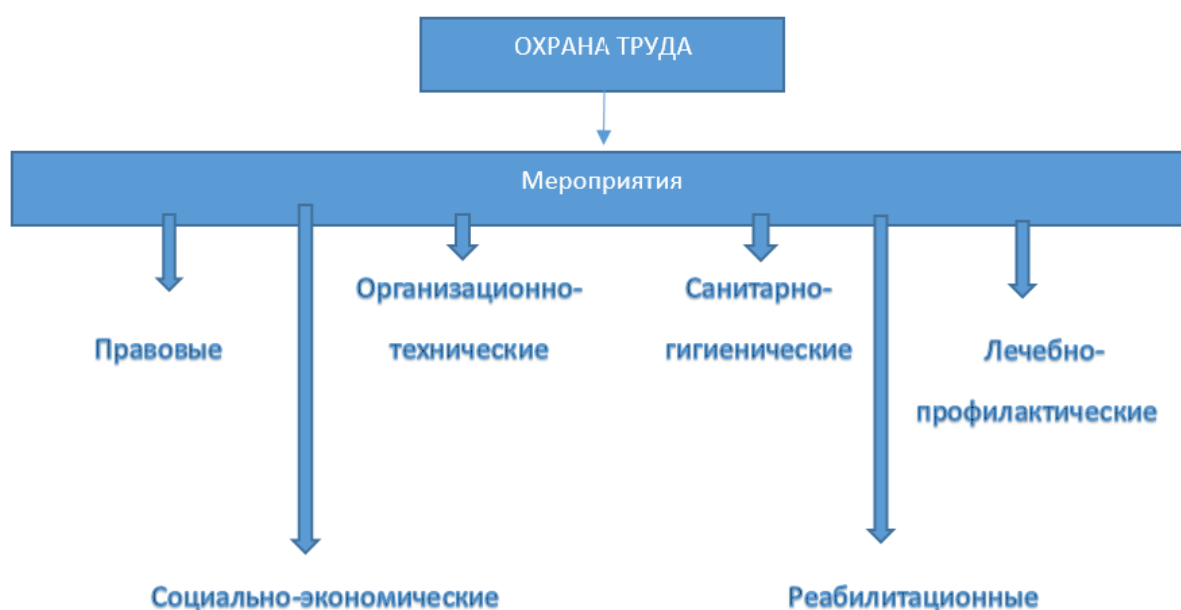 ОХРАНА ТРУДА
Мероприятия
Правовые
Организационно-
технические
Санитарно-
гигиенические
Лечебно-
профилактические
Социально-экономические
Реабилитационные